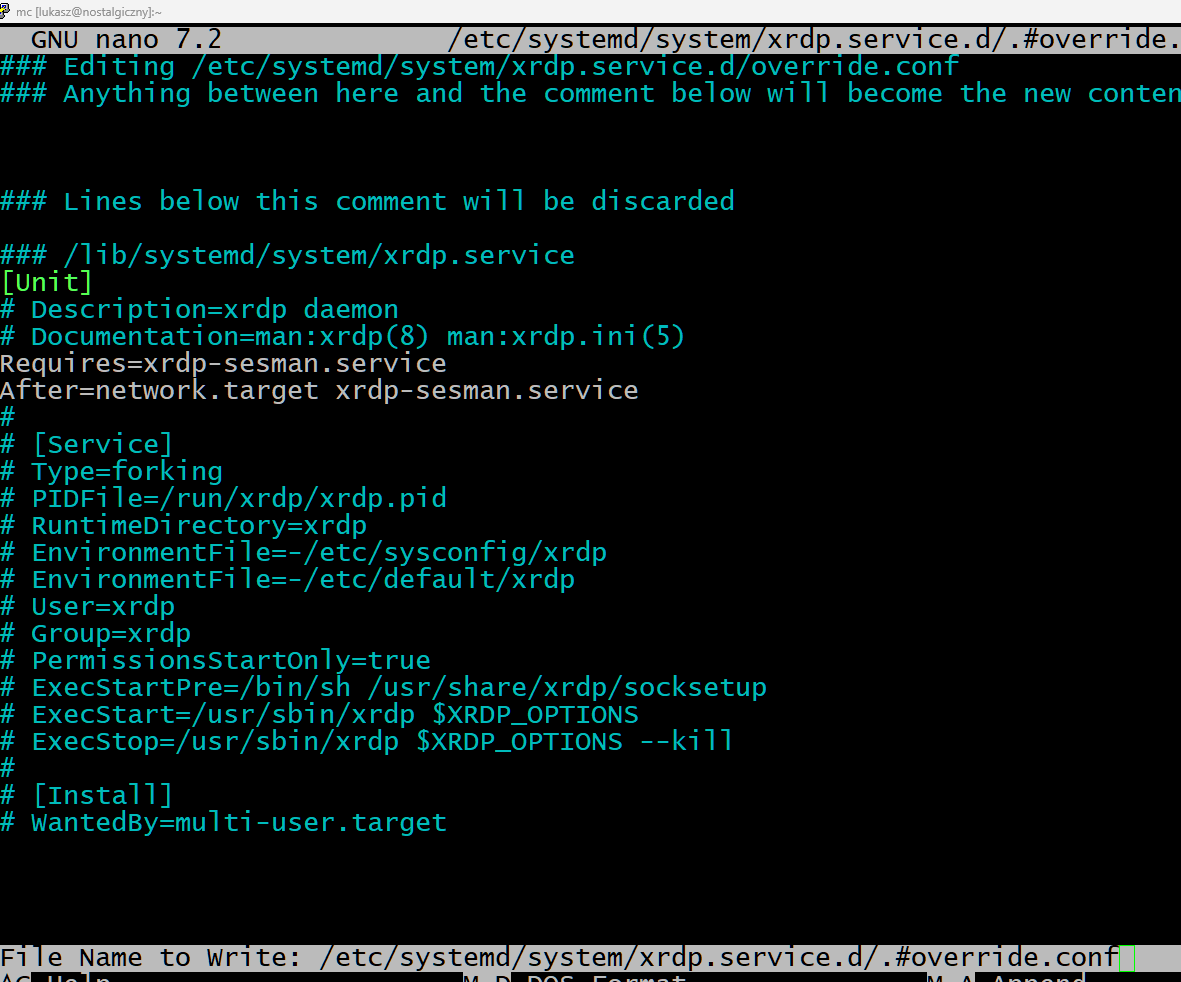 mc [lukasz@nostalgiczny]:~
GNU nano 7.2 /etc/systemd/system/xrdp.service.d/.#override.
### Editing /etc/systemd/system/xrdp.service.d/override.conf
### Anything between here and the comment below will become the new conten
### Lines below this comment will be discarded
### /lib/systemd/system/xrdp.service
[Unit]
# Description=xrdp daemon
# Documentation=man:xrdp(8) man:xrdp.ini(5)
Requires=xrdp-sesman.service
After=network.target xrdp-sesman.service
#
# [Service]
# Type=forking
# PIDFile=/run/xrdp/xrdp.pid
# RuntimeDirectory=xrdp
# EnvironmentFile=-/etc/sysconfig/xrdp
# EnvironmentFile=-/etc/default/xrdp
# User=xrdp
# Group=xrdp
# PermissionsStartOnly=true
# ExecStartPre=/bin/sh /usr/share/xrdp/socksetup
# ExecStart=/usr/sbin/xrdp $XRDP_OPTIONS
# ExecStop=/usr/sbin/xrdp $XRDP_OPTIONS --kill
#
# [Install]
# WantedBy=multi-user.target
File Name to Write: /etc/systemd/system/xrdp.service.d/.#override.conf
^G Help M-D DOS Format M-A Append